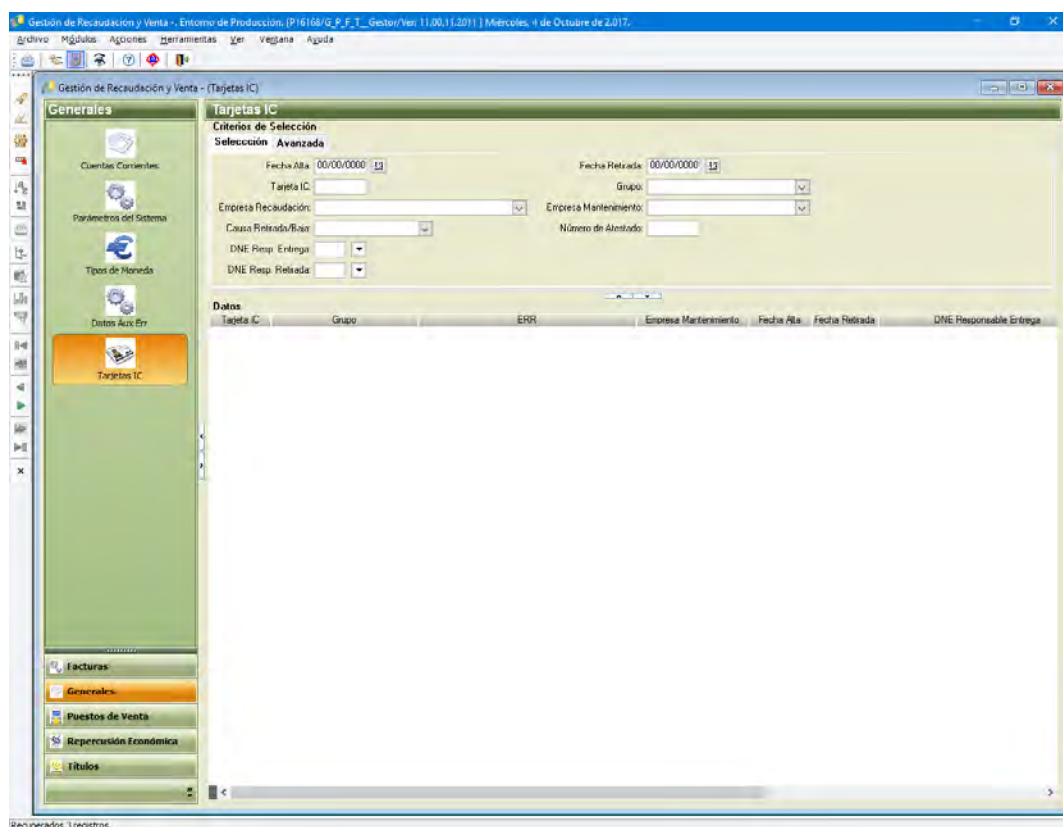 Gestión de Recaudación y Venta -. Entorno de Producción. [P16168/G_P_F_T__Gestor/Ver: 11.00.11.2011 ] Miércoles, 4 de Octubre de 2.017.
Archivo Módulos Acciones Herramientas Ver Ventana Ayuda
Gestión de Recaudación y Venta - (Tarjetas IC)
Generales
Tarjetas IC
Criterios de Selección
Seleccción Avanzada
Cuentas Corrientes
Fecha Alta: 00/00/0000
Fecha Retirada: 00/00/0000
Tarjeta IC:
Grupo:
Parámetros del Sistema
Empresa Recaudación:
Empresa Mantenimiento:
Causa Retirada/Baja:
Número de Atestado:
DNE Resp. Entrega:
DNE Resp. Retirada:
Tipos de Moneda
Datos Aux Err
Datos
Tarjeta IC Grupo ERR Empresa Mantenimiento Fecha Alta Fecha Retirada DNE Responsable Entrega
Tarjetas IC
Facturas
Generales
Puestos de Venta
Repercusión Económica
Títulos
Recuperados 3 registros